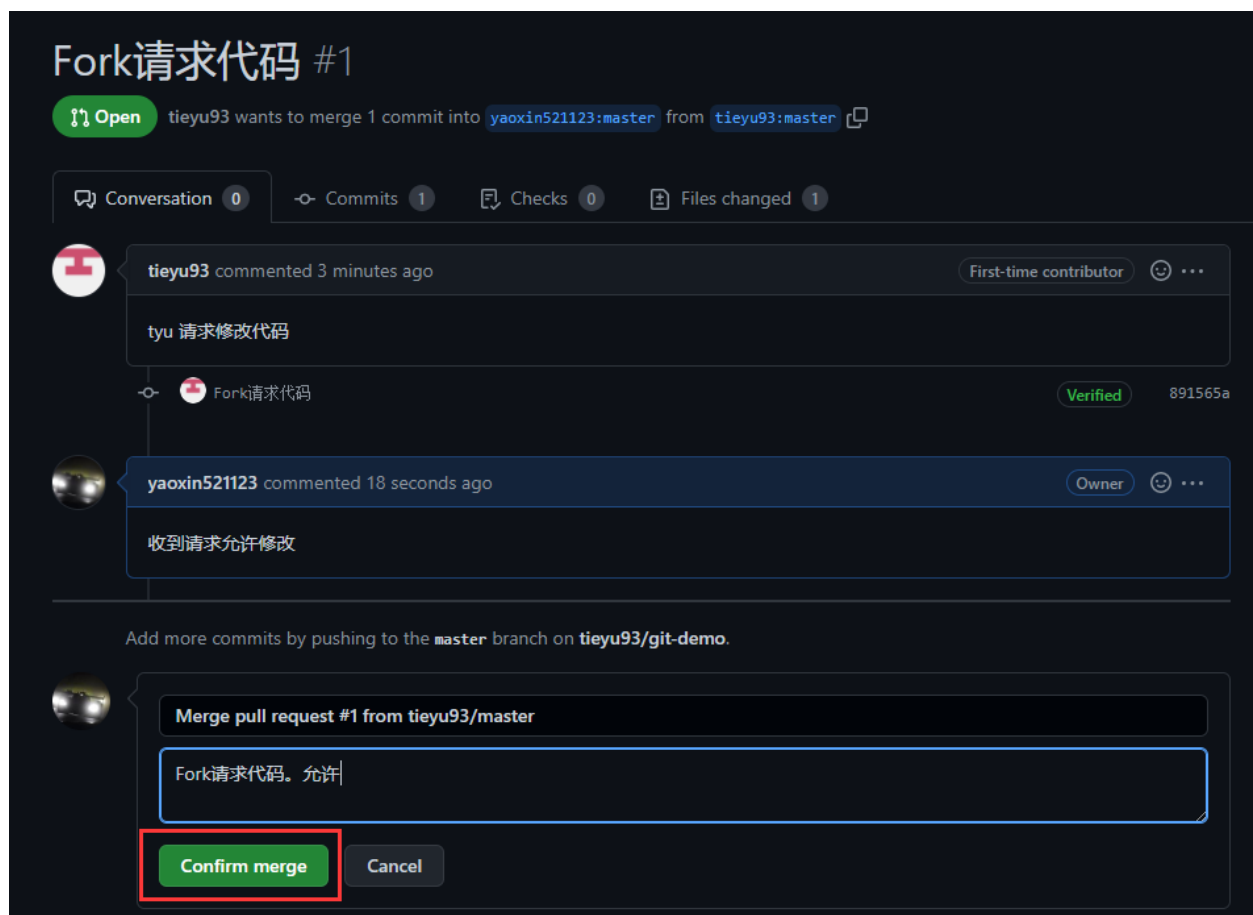 Fork请求代码 #1
Open tieyu93 wants to merge 1 commit into yaoxin521123:master from tieyu93:master
Conversation 0 Commits 1 Checks 0 Files changed 1
tieyu93 commented 3 minutes ago First-time contributor
tyu 请求修改代码
Fork请求代码 Verified 891565a
yaoxin521123 commented 18 seconds ago Owner
收到请求允许修改
Add more commits by pushing to the master branch on tieyu93/git-demo.
Merge pull request #1 from tieyu93/master
Fork请求代码。允许
Confirm merge Cancel